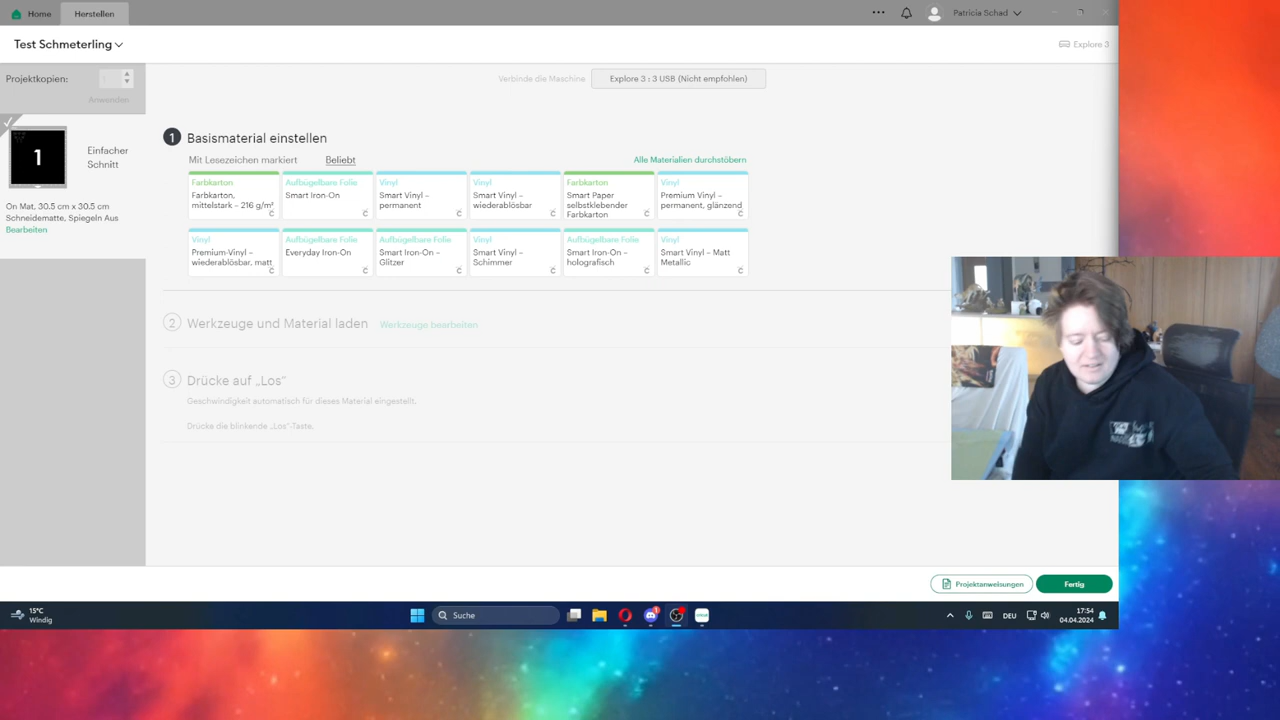 Home
Herstellen
Patricia Schad
Test Schmeterling
Explore 3
Projektkopien:
1
Anwenden
Verbinde die Maschine
Explore 3 : 3 USB (Nicht empfohlen)
1
Einfacher
Schnitt
On Mat, 30.5 cm x 30.5 cm
Schneidematte, Spiegeln Aus
Bearbeiten
1 Basismaterial einstellen
Mit Lesezeichen markiert
Beliebt
Alle Materialien durchstöbern
Farbkarton
Farbkarton,
mittelstark – 216 g/m²
Aufbügelbare Folie
Smart Iron-On
Vinyl
Smart Vinyl –
permanent
Vinyl
Smart Vinyl –
wiederablösbar
Farbkarton
Smart Paper
selbstklebender
Farbkarton
Vinyl
Premium Vinyl –
permanent, glänzend
Vinyl
Premium-Vinyl –
wiederablösbar, matt
Aufbügelbare Folie
Everyday Iron-On
Aufbügelbare Folie
Smart Iron-On –
Glitzer
Vinyl
Smart Vinyl –
Schimmer
Aufbügelbare Folie
Smart Iron-On –
holografisch
Vinyl
Smart Vinyl – Matt
Metallic
2 Werkzeuge und Material laden
Werkzeuge bearbeiten
3 Drücke auf „Los“
Geschwindigkeit automatisch für dieses Material eingestellt.
Drücke die blinkende „Los“-Taste.
Projektanweisungen
Fertig
15°C
Windig
Suche
DEU
17:54
04.04.2024